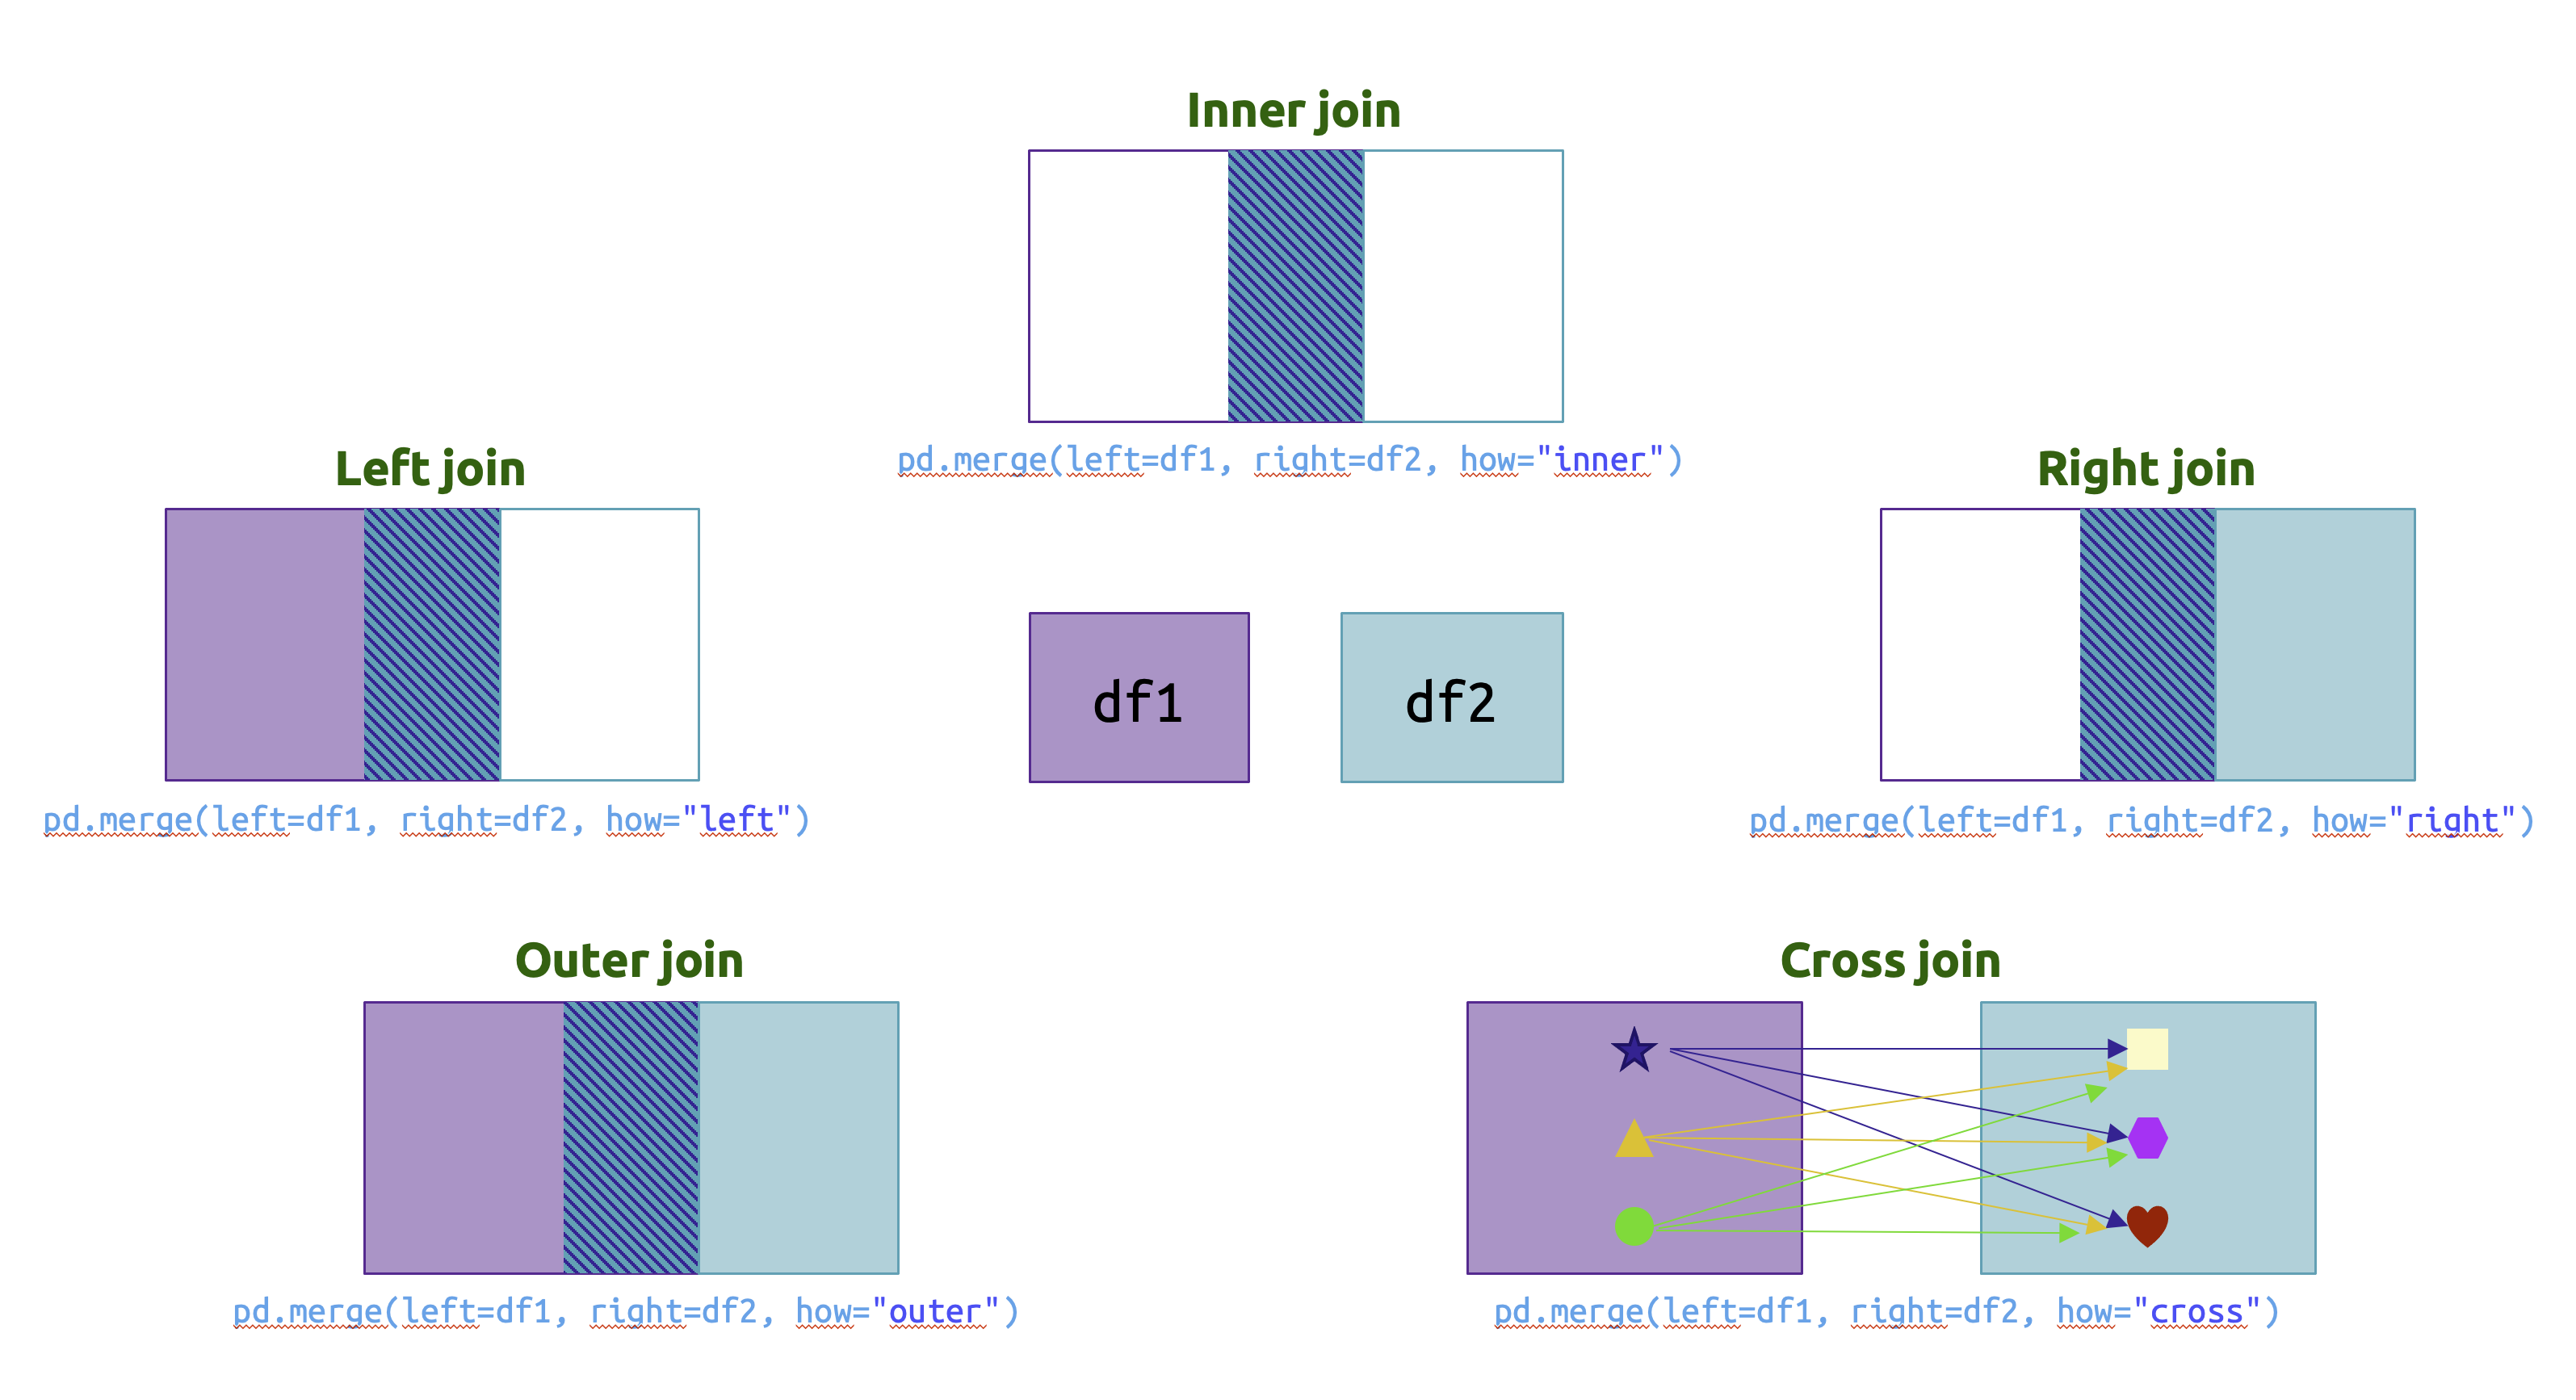 Inner join
pd.merge(left=df1, right=df2, how="inner")
Left join
pd.merge(left=df1, right=df2, how="left")
Right join
pd.merge(left=df1, right=df2, how="right")
df1
df2
Outer join
pd.merge(left=df1, right=df2, how="outer")
Cross join
pd.merge(left=df1, right=df2, how="cross")